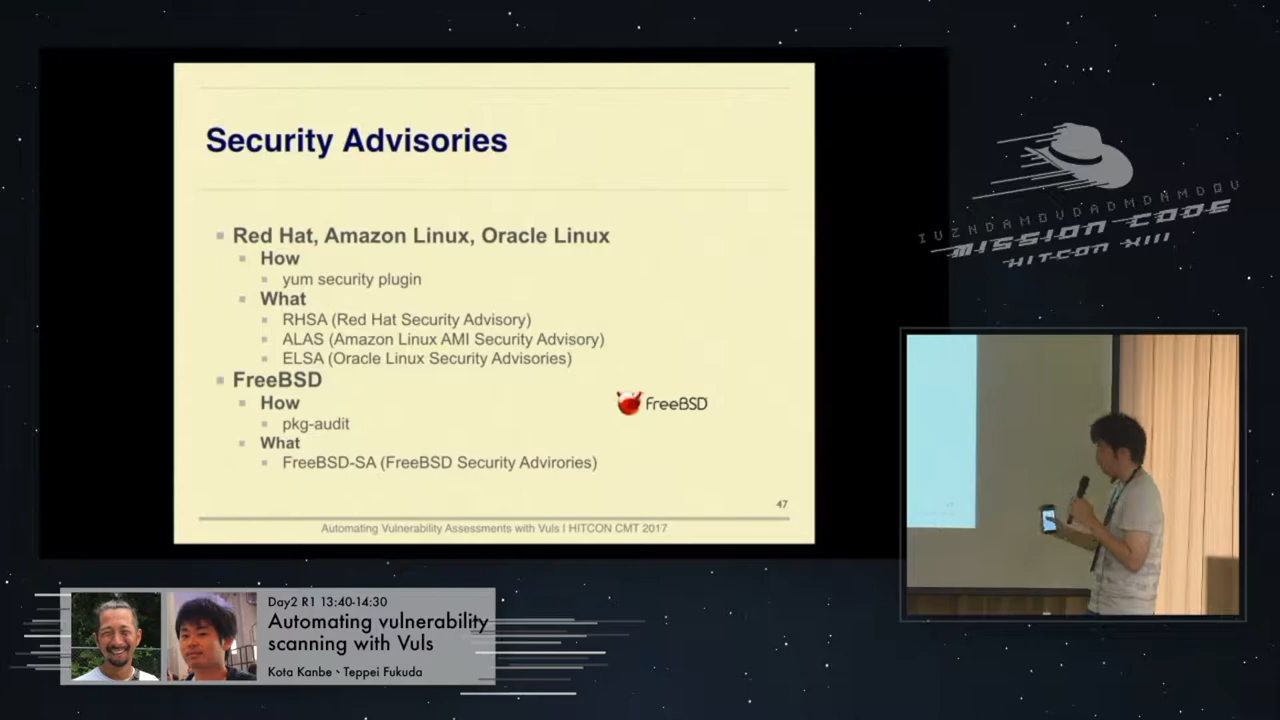 Security Advisories
Red Hat, Amazon Linux, Oracle Linux
How
yum security plugin
What
RHSA (Red Hat Security Advisory)
ALAS (Amazon Linux AMI Security Advisory)
ELSA (Oracle Linux Security Advisories)
FreeBSD
How
pkg-audit
What
FreeBSD-SA (FreeBSD Security Advirories)
FreeBSD
47
Automating Vulnerability Assessments with Vuls | HITCON CMT 2017
MISSION CODE
HITCON XIII
Day2 R1 13:40-14:30
Automating vulnerability
scanning with Vuls
Kota Kanbe、Teppei Fukuda